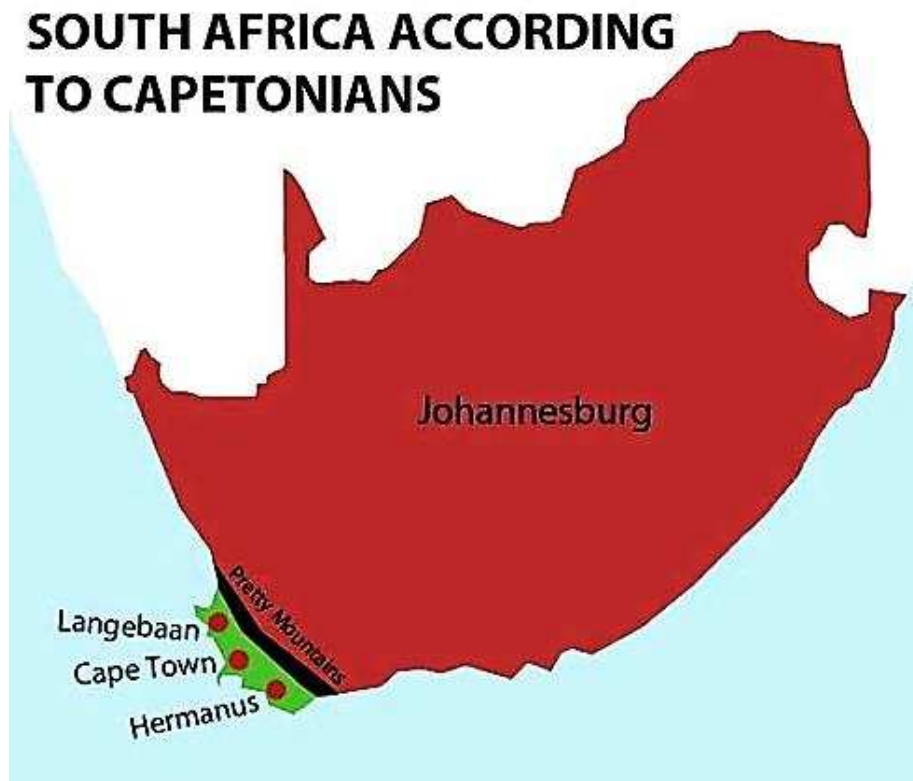 SOUTH AFRICA ACCORDING
TO CAPETONIANS
Johannesburg
Pretty Mountains
Langebaan
Cape Town
Hermanus